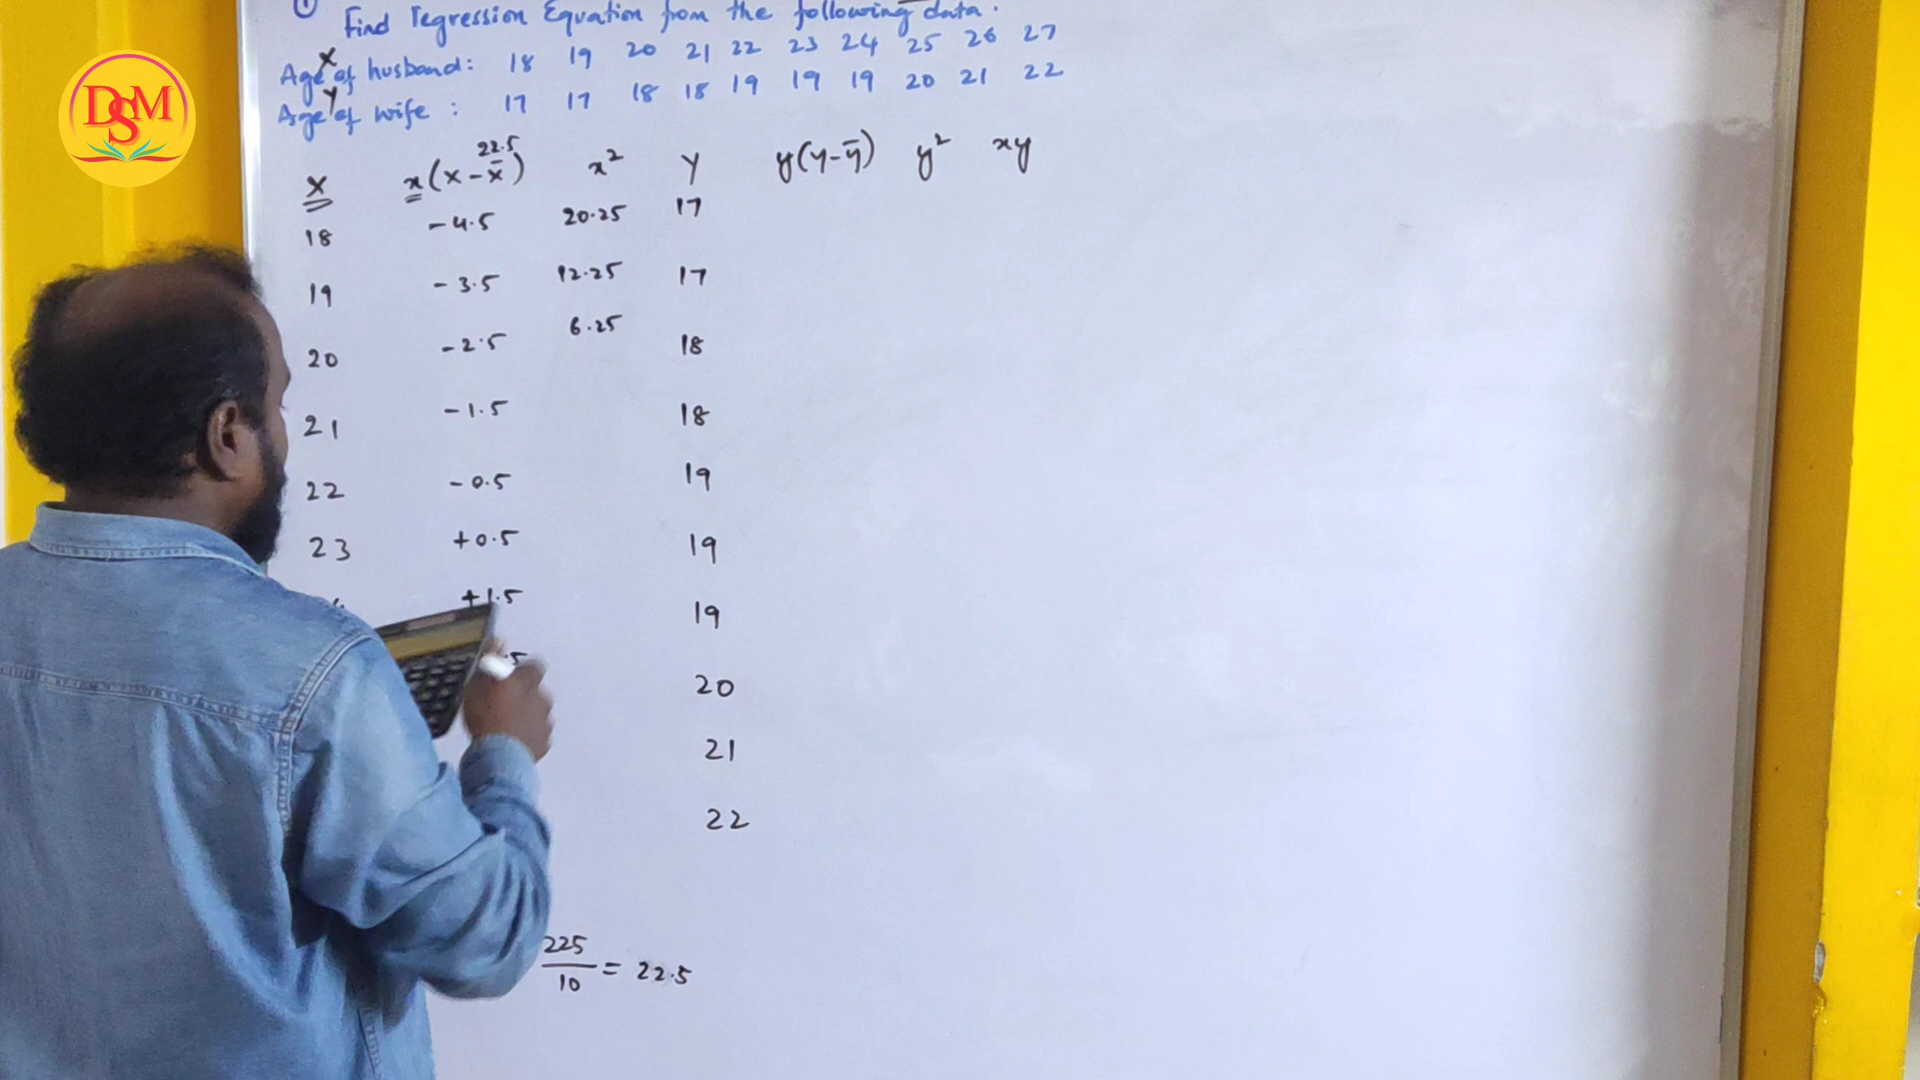 DSM
① Find regression Equation from the following data.
X
Age of husband: 18 19 20 21 22 23 24 25 26 27
Y
Age of wife : 17 17 18 18 19 19 19 20 21 22
22.5
X x(X-x̄) x² Y y(Y-ȳ) y² xy
18 -4.5 20.25 17
19 -3.5 12.25 17
20 -2.5 6.25 18
21 -1.5 18
22 -0.5 19
23 +0.5 19
+1.5 19
.5 20
21
22
225
10 = 22.5